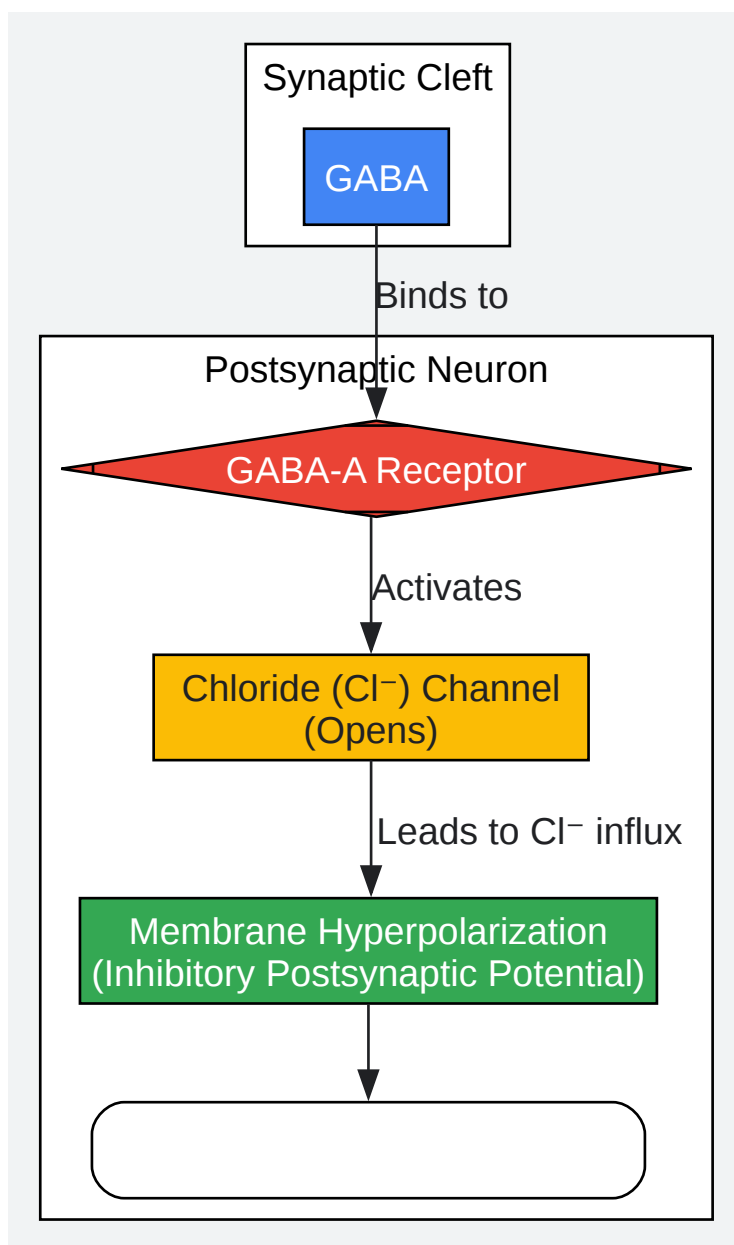 Synaptic Cleft
GABA
Binds to
Postsynaptic Neuron
GABA-A Receptor
Activates
Chloride (Cl⁻) Channel
(Opens)
Leads to Cl⁻ influx
Membrane Hyperpolarization
(Inhibitory Postsynaptic Potential)